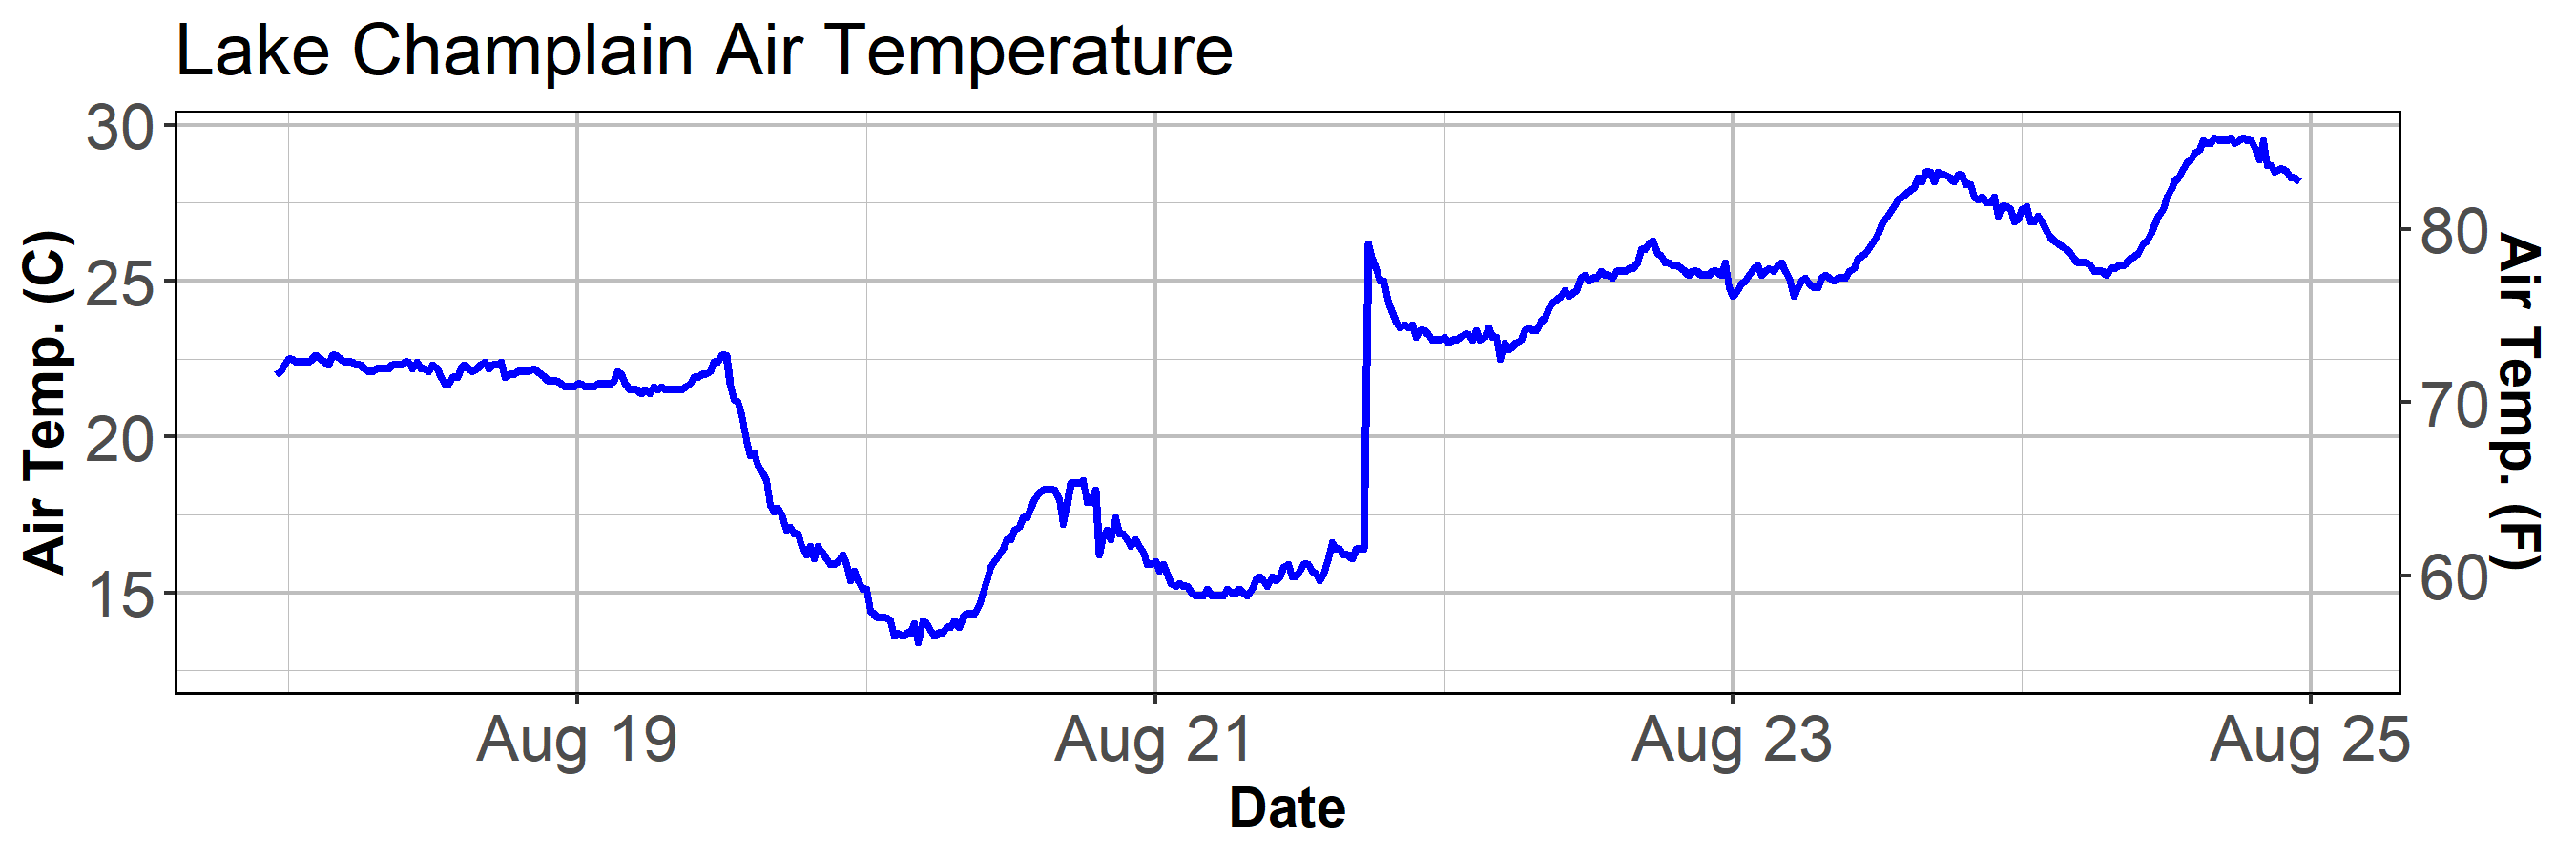 Lake Champlain Air Temperature
30
25
20
15
Air Temp. (C)
80
70
60
Air Temp. (F)
Aug 19
Aug 21
Aug 23
Aug 25
Date